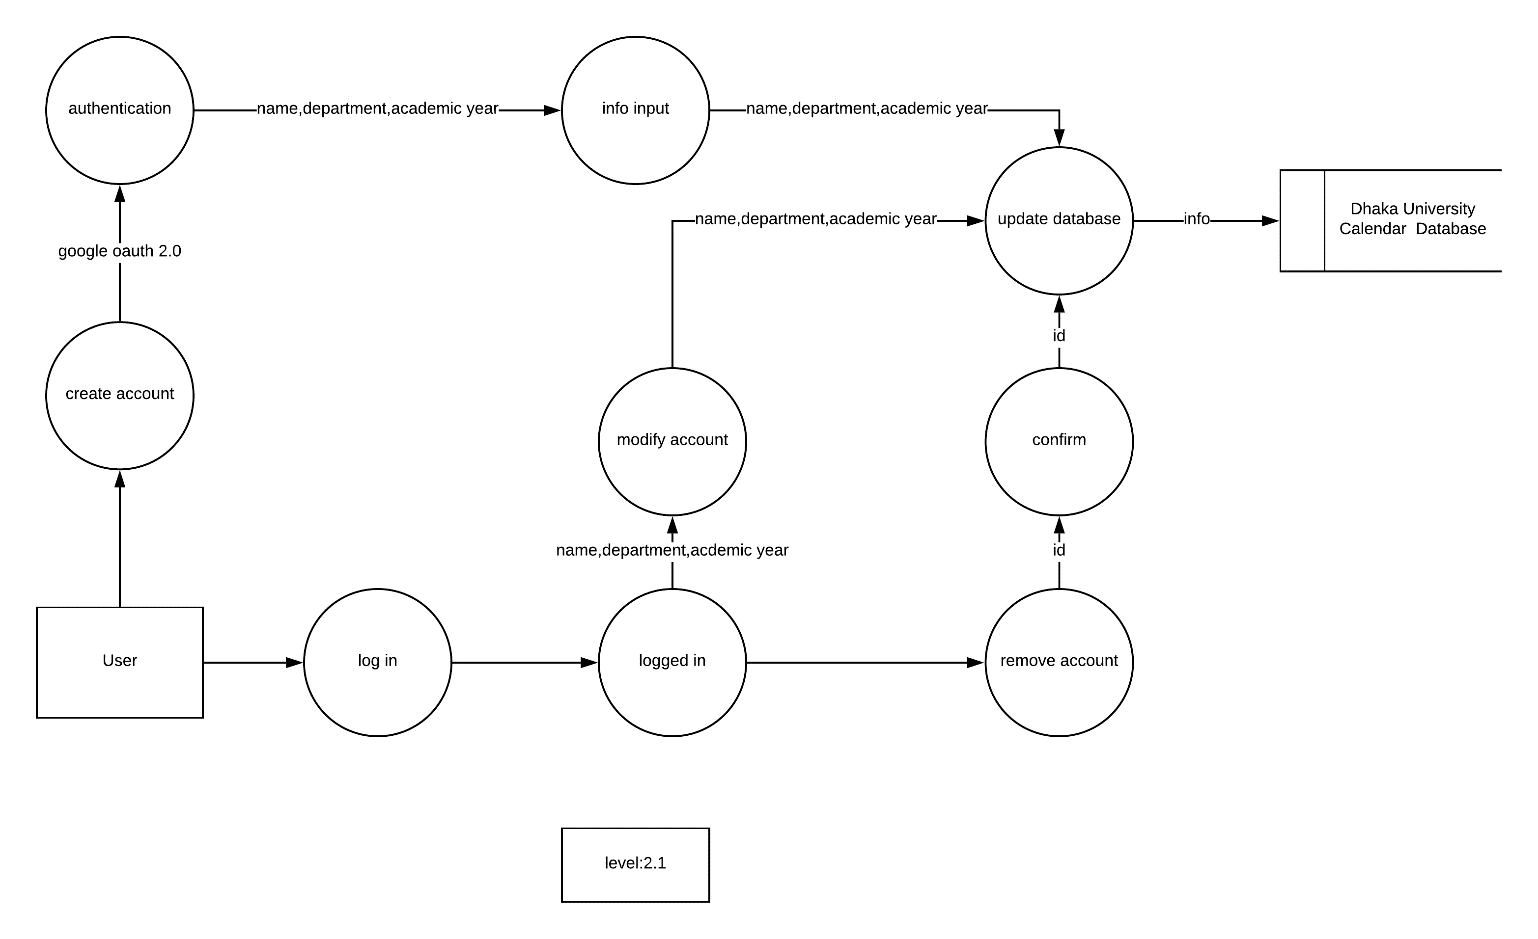 authentication
name,department,academic year
info input
name,department,academic year
name,department,academic year
update database
info
Dhaka University
Calendar Database
google oauth 2.0
id
create account
modify account
confirm
name,department,acdemic year
id
User
log in
logged in
remove account
level:2.1